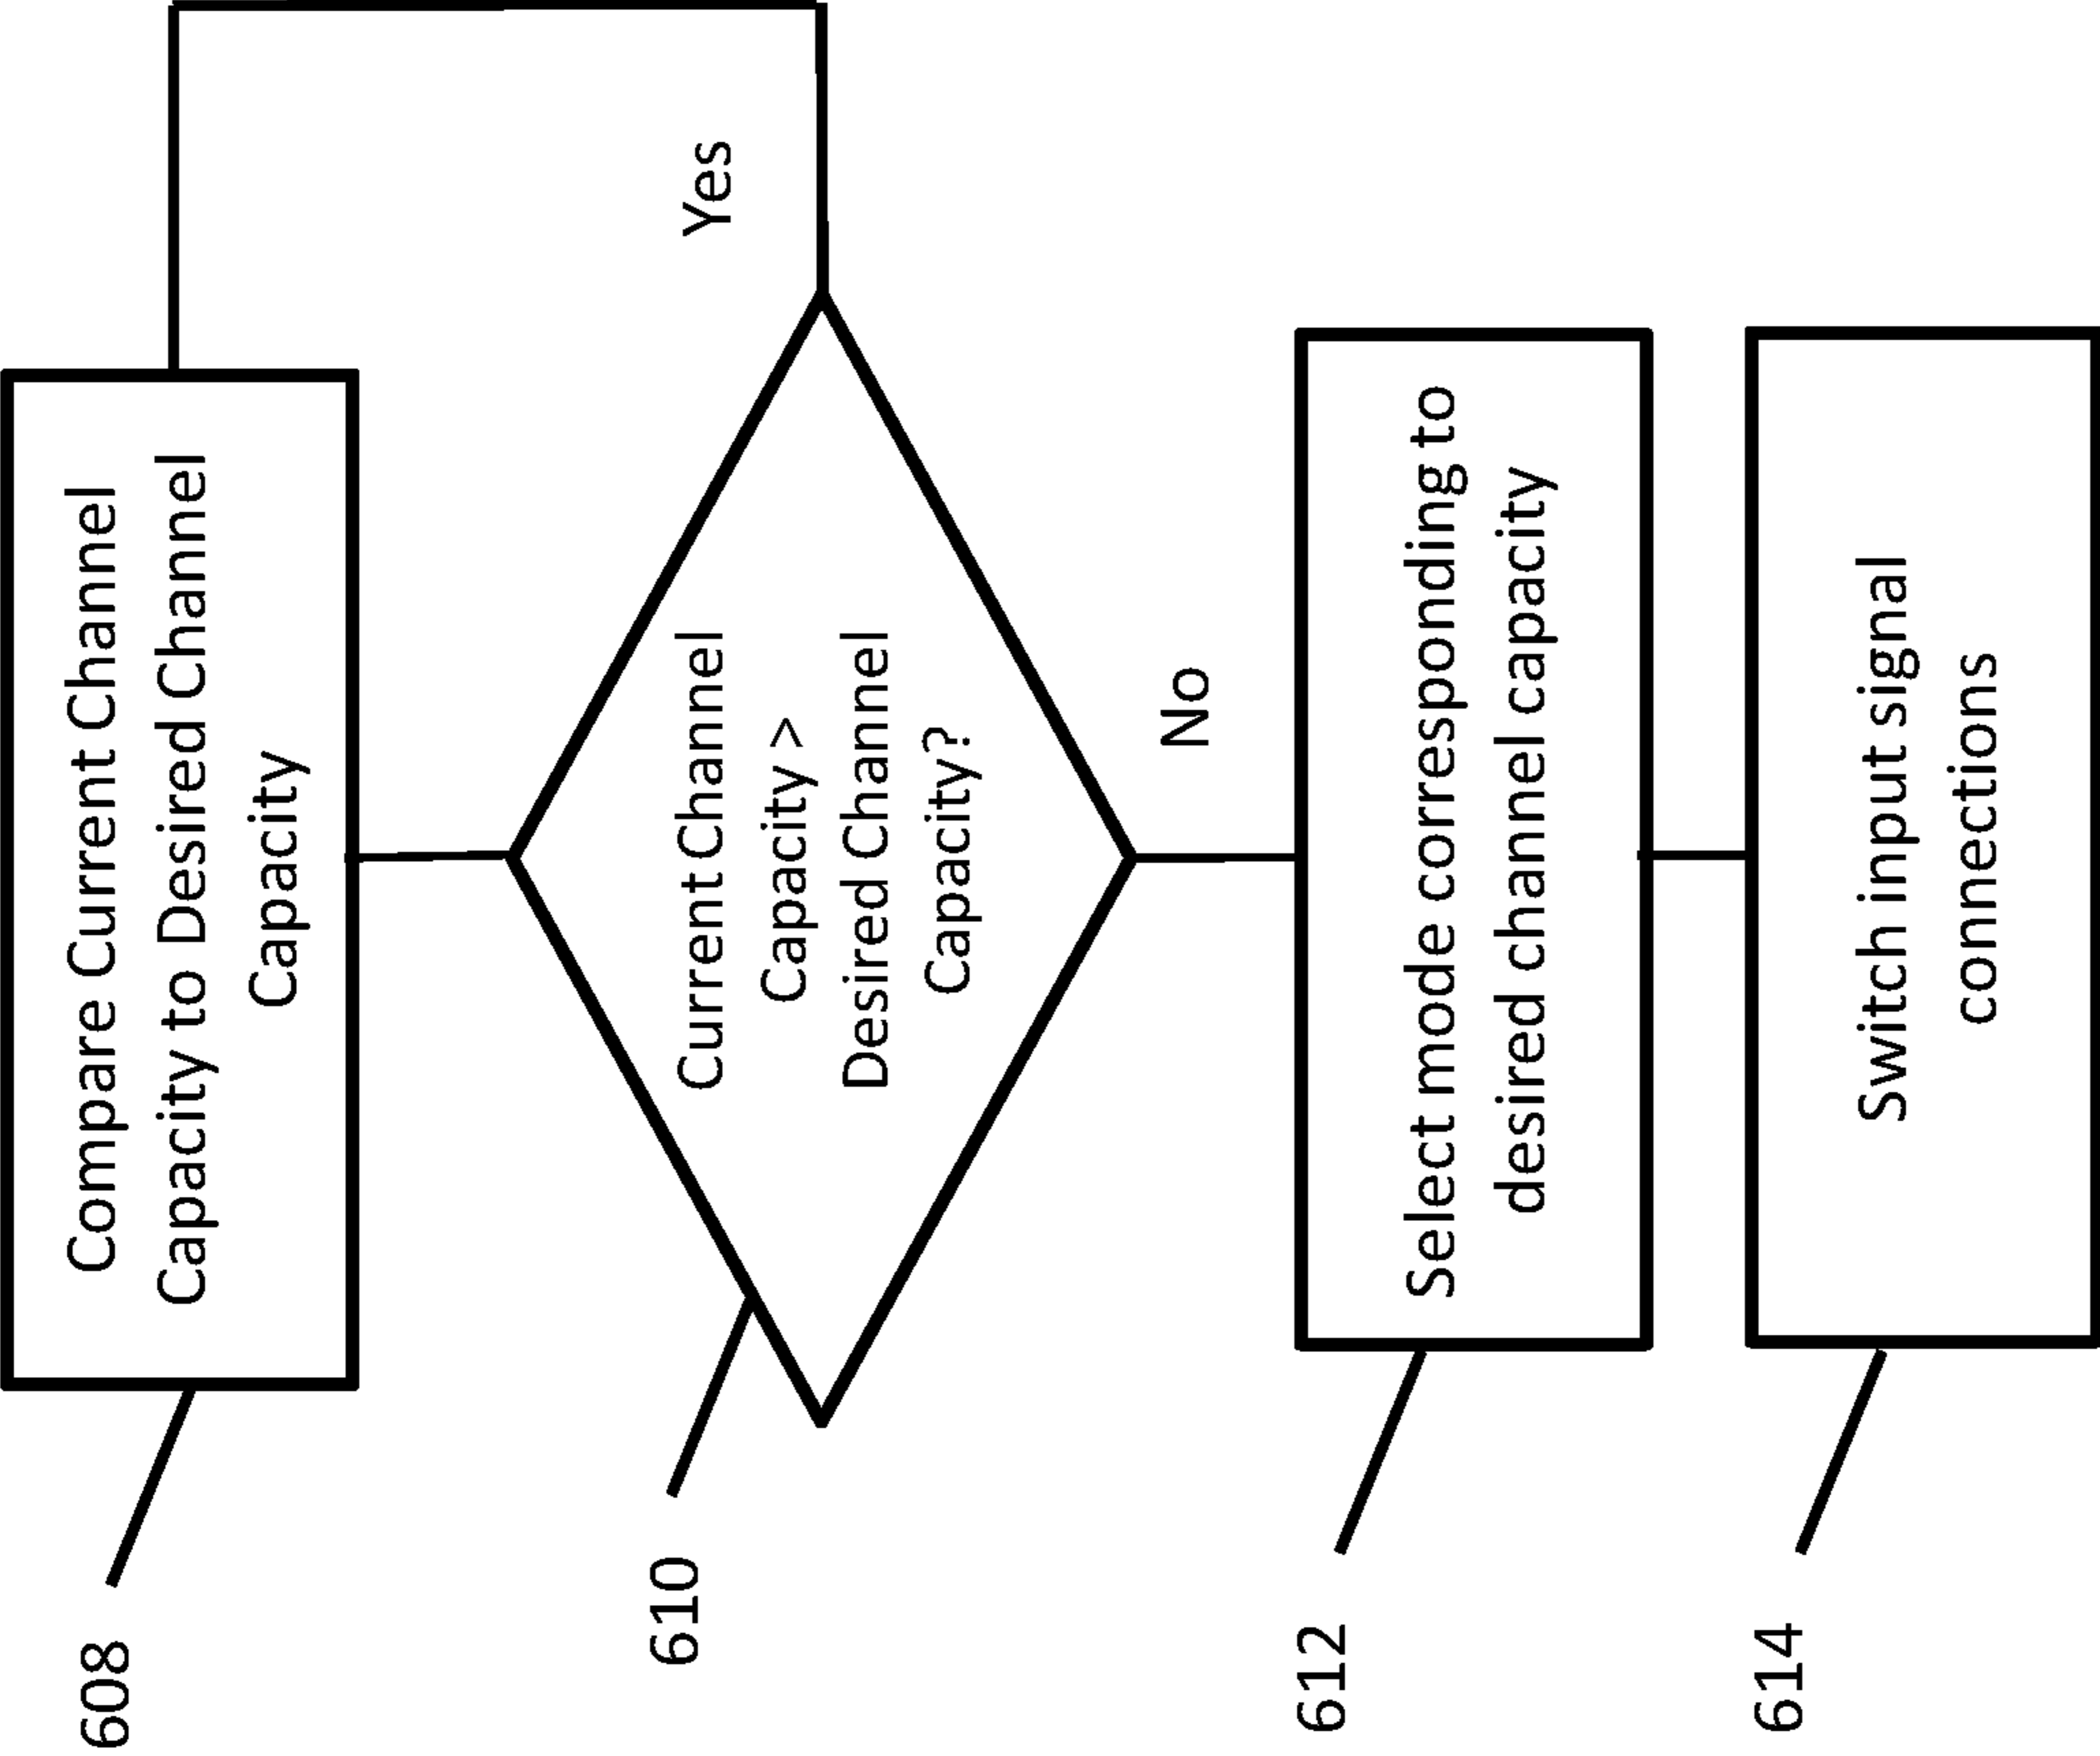 608
Compare Current Channel
Capacity to Desired Channel
Capacity
610
Current Channel
Capacity >
Desired Channel
Capacity?
Yes
No
612
Select mode corresponding to
desired channel capacity
614
Switch input signal
connections